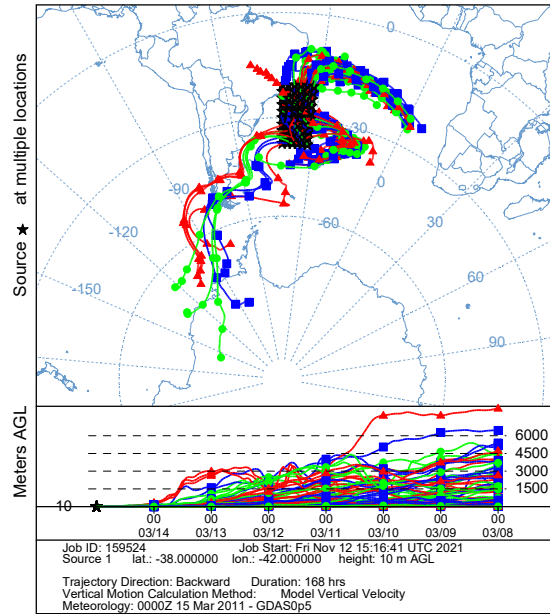 Source ★ at multiple locations
0
-30
0
-90
-60
30
-120
60
-150
90
Meters AGL
6000
4500
3000
1500
10
00 00 00 00 00 00 00
03/14 03/13 03/12 03/11 03/10 03/09 03/08
Job ID: 159524 Job Start: Fri Nov 12 15:16:41 UTC 2021
Source 1 lat.: -38.000000 lon.: -42.000000 height: 10 m AGL
Trajectory Direction: Backward Duration: 168 hrs
Vertical Motion Calculation Method: Model Vertical Velocity
Meteorology: 0000Z 15 Mar 2011 - GDAS0p5